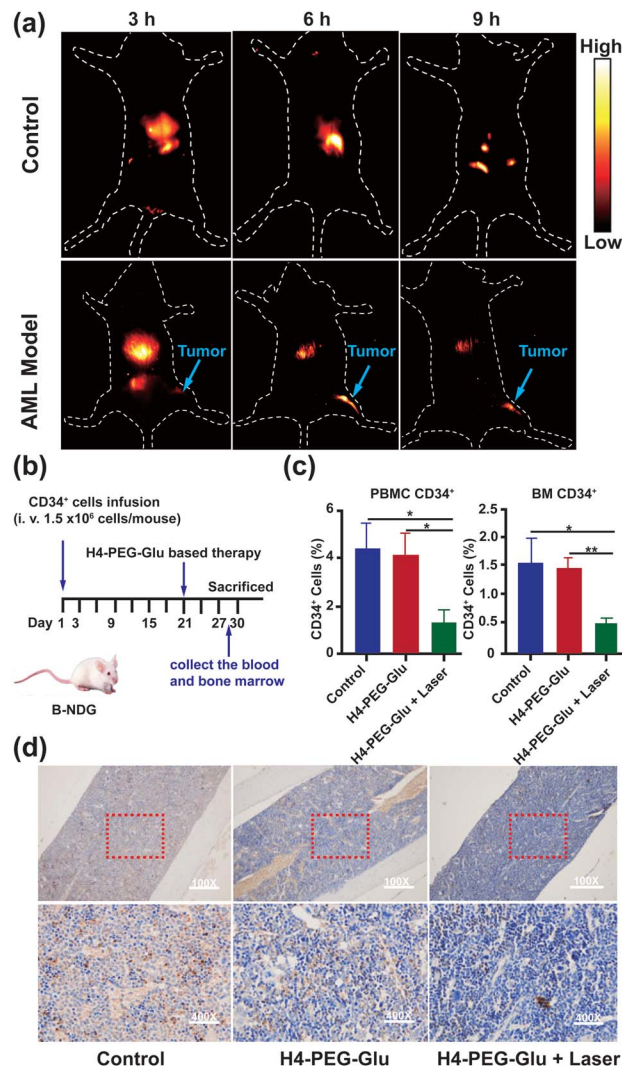 (a)
3 h
6 h
9 h
High
Low
Control
AML Model
Tumor
Tumor
Tumor
(b)
CD34⁺ cells infusion
(i. v. 1.5 x10⁶ cells/mouse)
H4-PEG-Glu based therapy
Sacrificed
Day 1 3 9 15 21 27 30
collect the blood
and bone marrow
B-NDG
(c)
PBMC CD34⁺
CD34⁺ Cells (%)
6
4
2
0
*
*
Control
H4-PEG-Glu
H4-PEG-Glu + Laser
BM CD34⁺
CD34⁺ Cells (%)
2.5
2.0
1.5
1.0
0.5
0
*
**
Control
H4-PEG-Glu
H4-PEG-Glu + Laser
(d)
100X
100X
100X
400X
400X
400X
Control
H4-PEG-Glu
H4-PEG-Glu + Laser